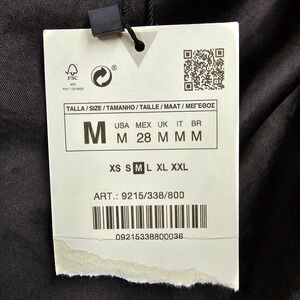 FSC
TALLA / SIZE / TAMANHO / TAILLE / MAAT / ΜΕΓΕΘΟΣ
M
USA MEX UK IT BR
M 28 M M M
XS S M L XL XXL
ART.: 9215/338/800
09215338800036